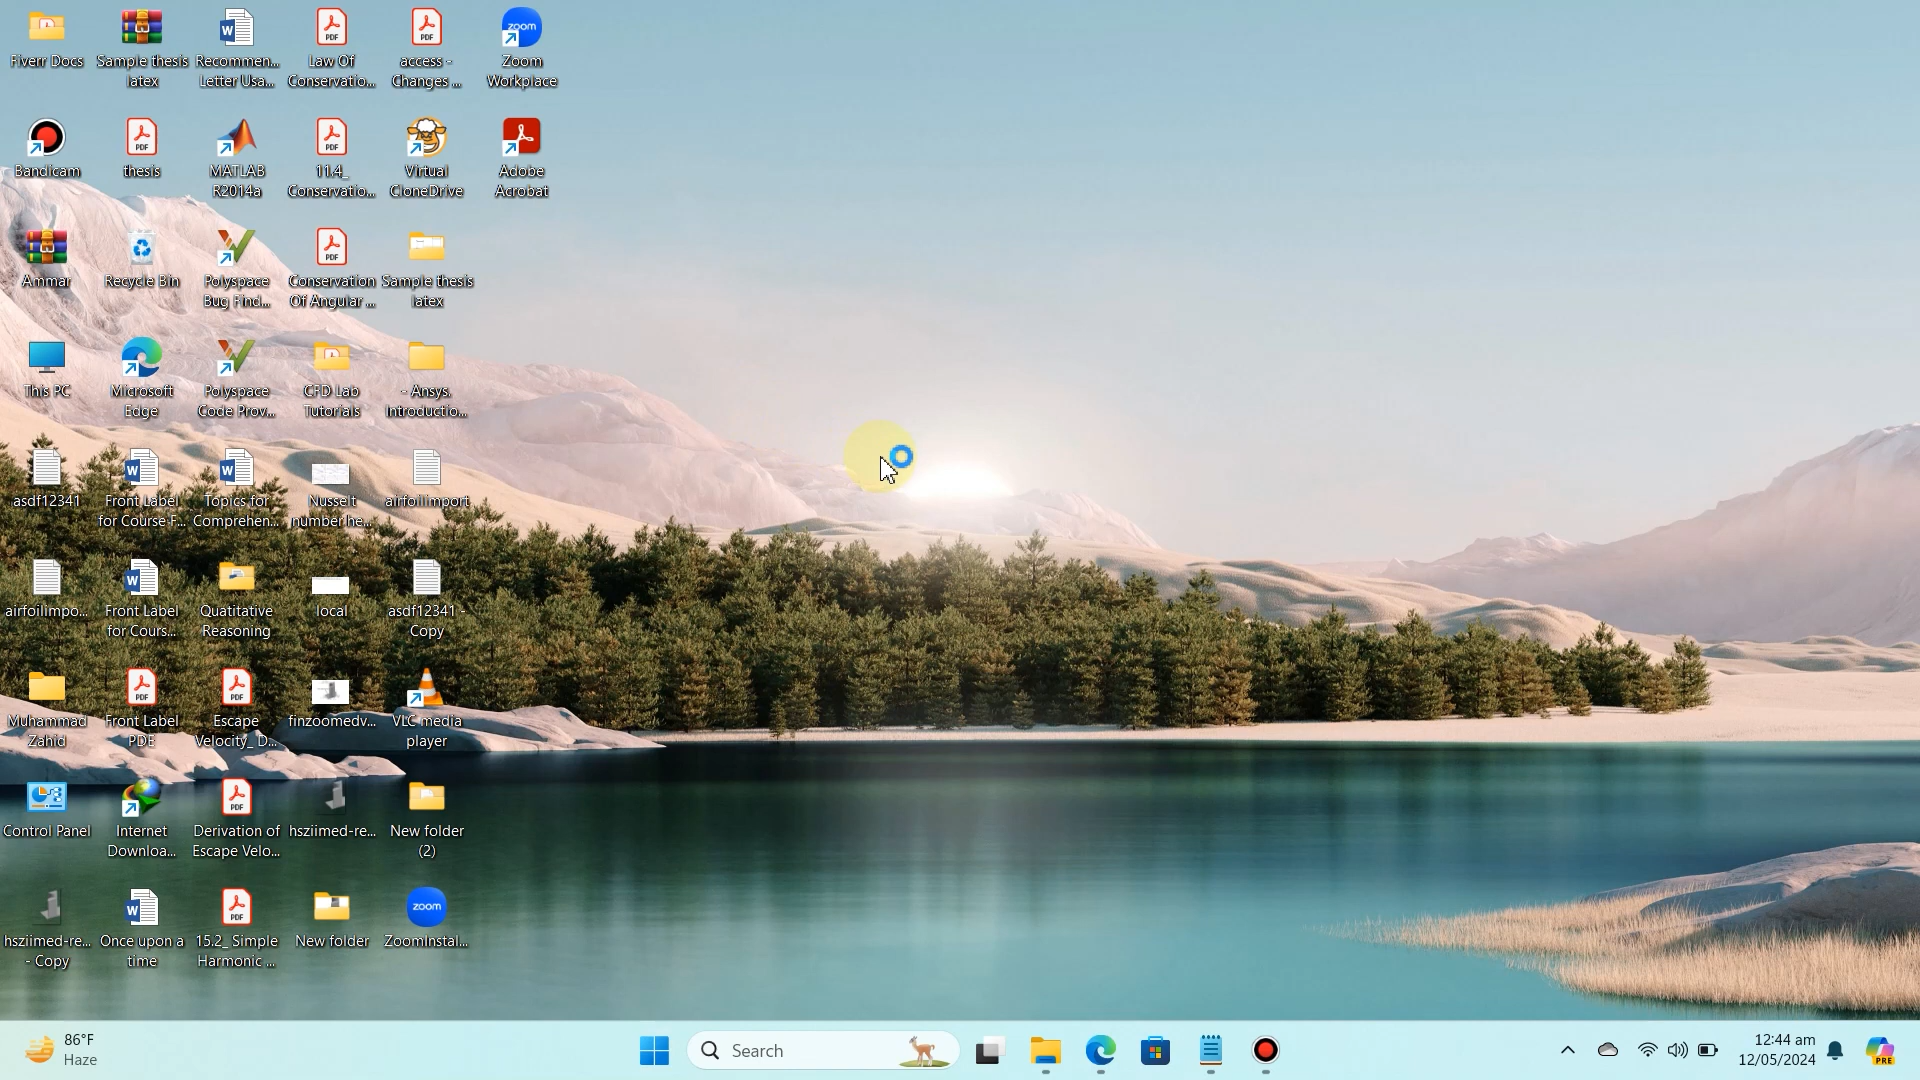 Fiverr Docs
Sample thesis
latex
Recommen...
Letter Usa...
Law Of
Conservatio...
access -
Changes ...
zoom
Zoom
Workplace
Bandicam
thesis
MATLAB
R2014a
11.4_
Conservatio...
Virtual
CloneDrive
Adobe
Acrobat
Ammar
Recycle Bin
Polyspace
Bug Find...
Conservation
Of Angular ...
Sample thesis
latex
This PC
Microsoft
Edge
Polyspace
Code Prov...
CFD Lab
Tutorials
- Ansys.
Introductio...
asdf12341
Front Label
for Course F...
Topics for
Comprehen...
Nusselt
number he...
airfoilimport
airfoilimpo...
Front Label
for Cours...
Quatitative
Reasoning
local
asdf12341 -
Copy
Muhammad
Zahid
Front Label
PDE
Escape
Velocity_ D...
finzoomedv...
VLC media
player
Control Panel
Internet
Downloa...
Derivation of
Escape Velo...
hsziimed-re...
New folder
(2)
hsziimed-re...
- Copy
Once upon a
time
15.2_ Simple
Harmonic ...
New folder
zoom
ZoomInstal...
86°F
Haze
Search
12:44 am
12/05/2024
PRE